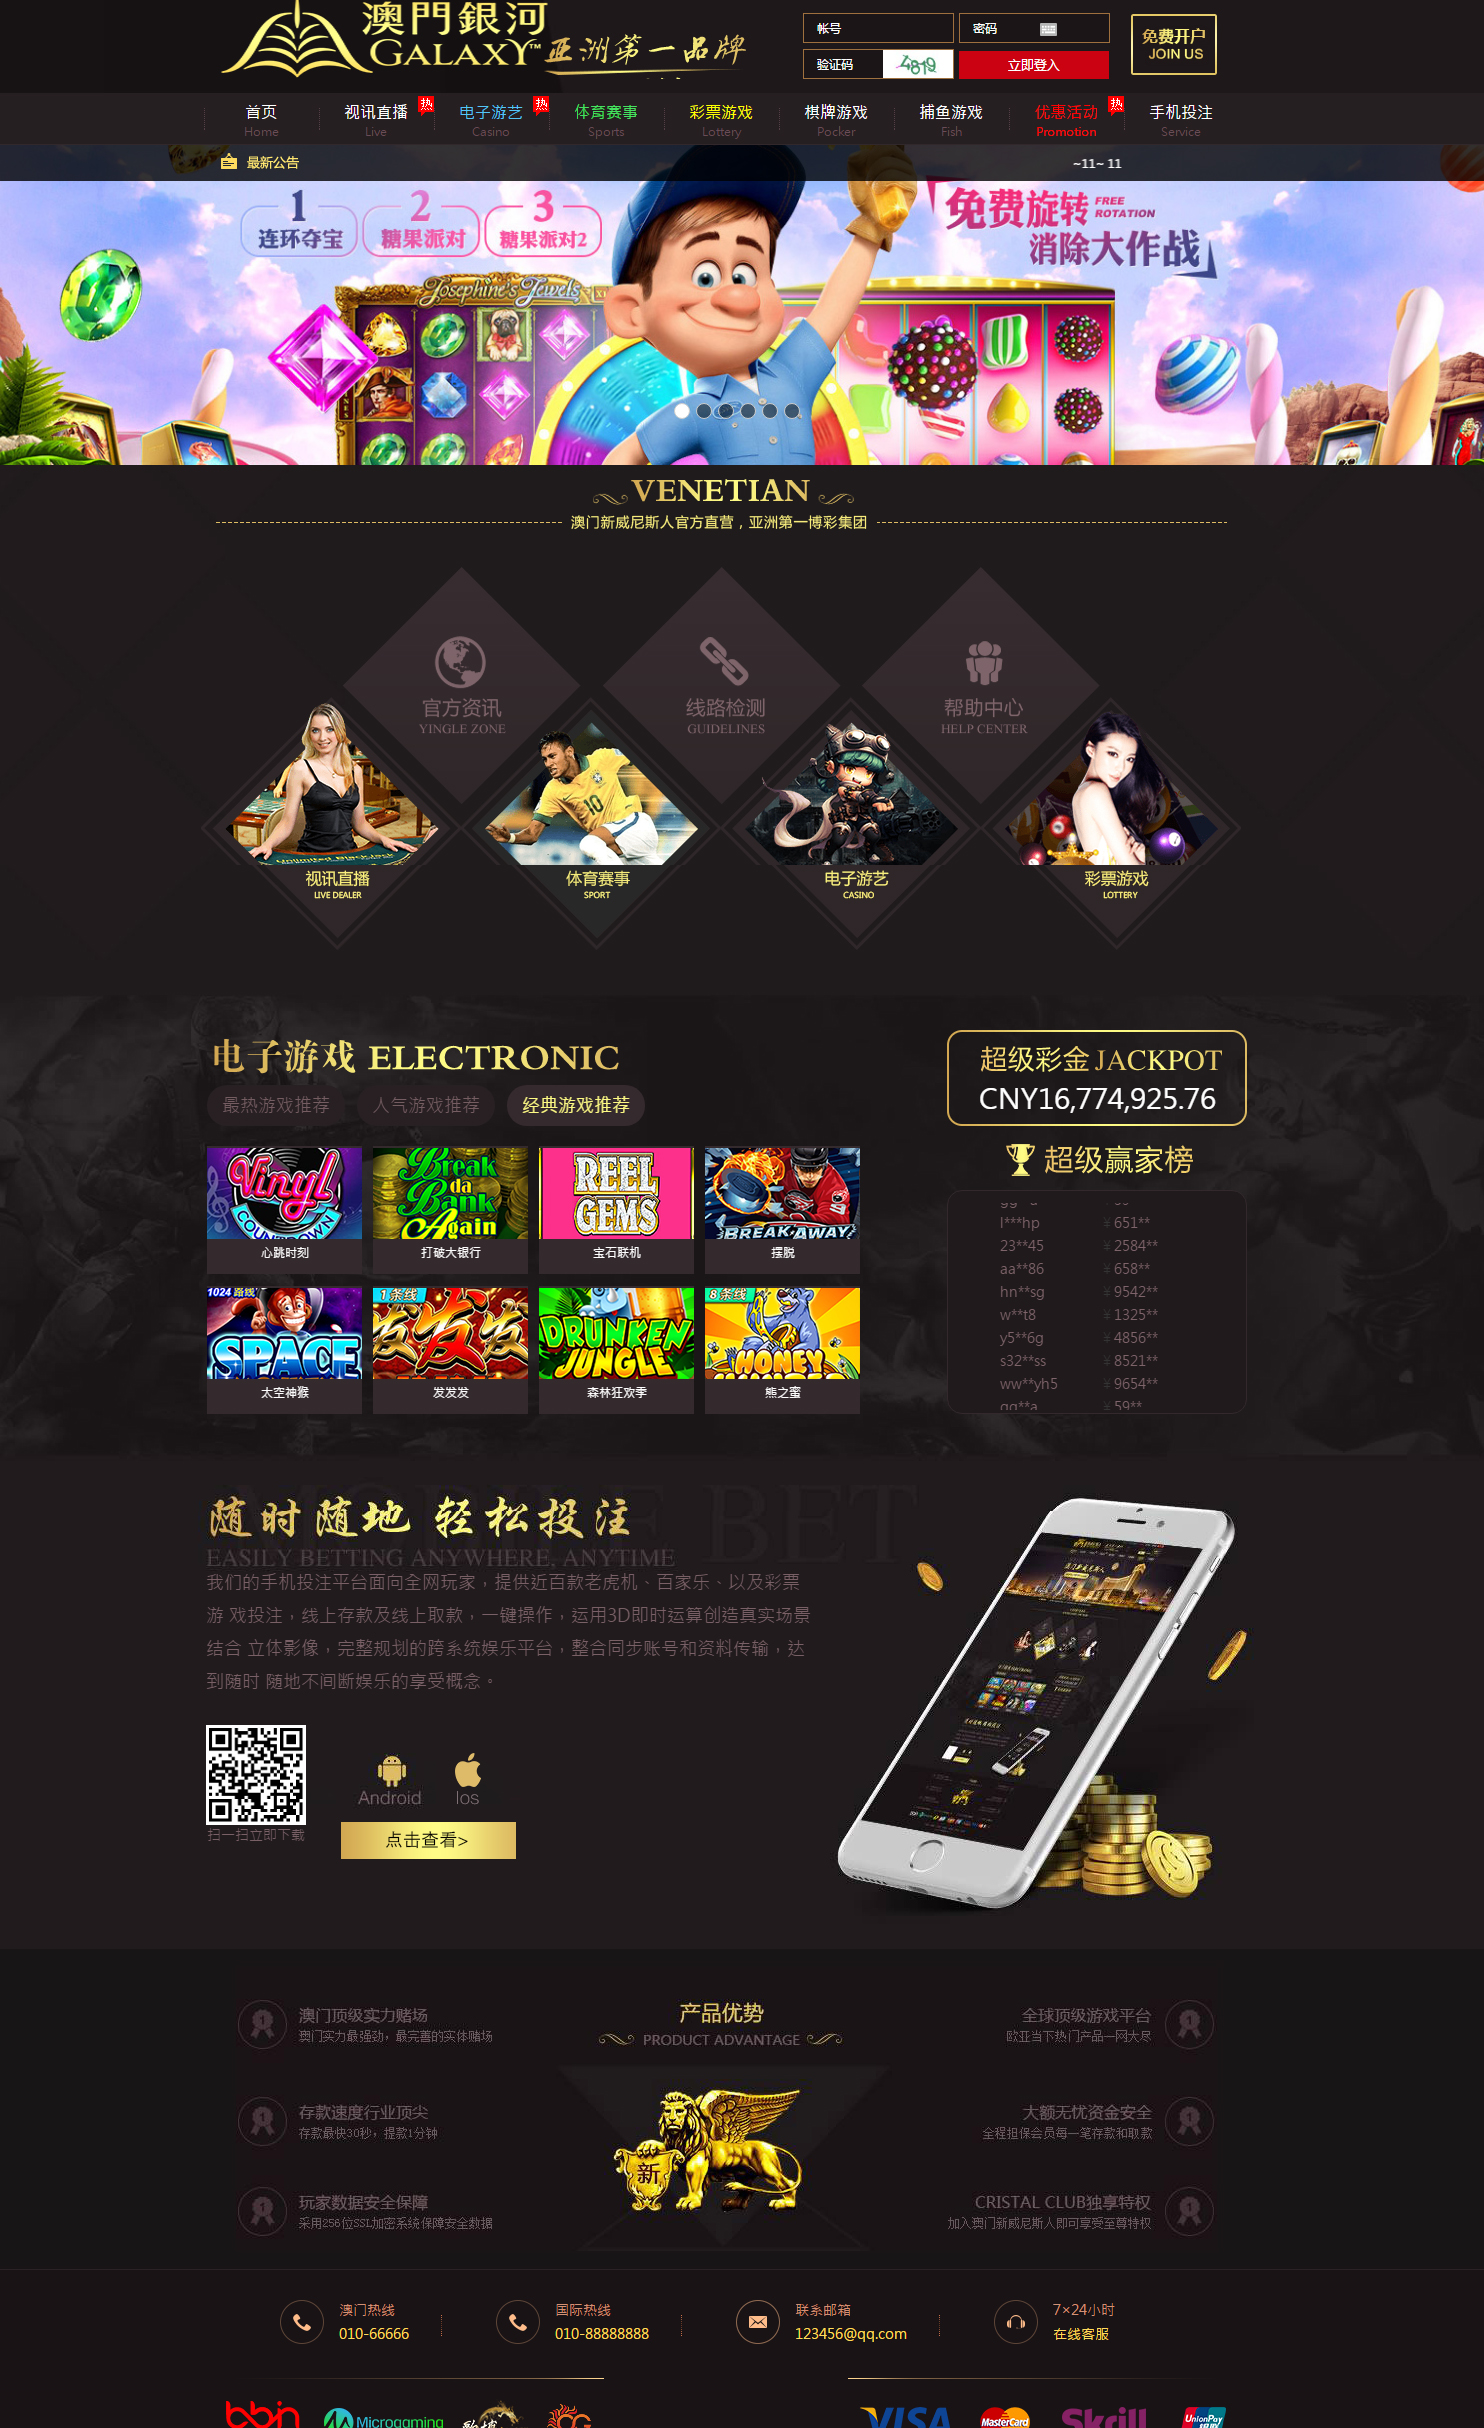 澳門銀河
GALAXY™
亚洲第一品牌
帐号
密码
验证码
4819
立即登入
免费开户
JOIN US
首页
Home
视讯直播
热
Live
电子游艺
热
Casino
体育赛事
Sports
彩票游戏
Lottery
棋牌游戏
Pocker
捕鱼游戏
Fish
优惠活动
热
Promotion
手机投注
Service
最新公告
~11~ 11
1
连环夺宝
2
糖果派对
3
糖果派对2
免费旋转
FREE
ROTATION
消除大作战
Josephine's Jewels
VENETIAN
澳门新威尼斯人官方直营，亚洲第一博彩集团
官方资讯
YINGLE ZONE
线路检测
GUIDELINES
帮助中心
HELP CENTER
10
Unlimited Blackjack
视讯直播
LIVE DEALER
体育赛事
SPORT
电子游艺
CASINO
彩票游戏
LOTTERY
电子游戏 ELECTRONIC
最热游戏推荐
人气游戏推荐
经典游戏推荐
Vinyl
COUNTDOWN
心跳时刻
Break
da
Bank
Again
打破大银行
REEL
GEMS
宝石联机
BREAK AWAY
摆脱
1024 路线
SPACE
太空神猴
1 条线
发发发
发发发
DRUNKEN
JUNGLE
森林狂欢季
8 条线
HONEY
熊之蜜
超级彩金 JACKPOT
CNY16,774,925.76
超级赢家榜
l***hp ¥ 651**
23**45 ¥ 2584**
aa**86 ¥ 658**
hn**sg ¥ 9542**
w**t8 ¥ 1325**
y5**6g ¥ 4856**
s32**ss ¥ 8521**
ww**yh5 ¥ 9654**
gg**a ¥ 59**
MOBILE BET
随时随地 轻松投注
EASILY BETTING ANYWHERE, ANYTIME
我们的手机投注平台面向全网玩家，提供近百款老虎机、百家乐、以及彩票
游 戏投注，线上存款及线上取款，一键操作，运用3D即时运算创造真实场景
结合 立体影像，完整规划的跨系统娱乐平台，整合同步账号和资料传输，达
到随时 随地不间断娱乐的享受概念。
扫一扫立即下载
Android
Ios
点击查看>
澳门顶级实力赌场
澳门实力最强劲，最完善的实体赌场
存款速度行业顶尖
存款最快30秒，提款1分钟
玩家数据安全保障
采用256位SSL加密系统保障安全数据
产品优势
PRODUCT ADVANTAGE
新
全球顶级游戏平台
欧亚当下热门产品一网大尽
大额无忧资金安全
全程担保会员每一笔存款和取款
CRISTAL CLUB独享特权
加入澳门新威尼斯人即可享受至尊特权
澳门热线
010-66666
国际热线
010-88888888
联系邮箱
123456@qq.com
7×24小时
在线客服
bbin
Microgaming
CG
VISA
MasterCard
Skrill
UnionPay